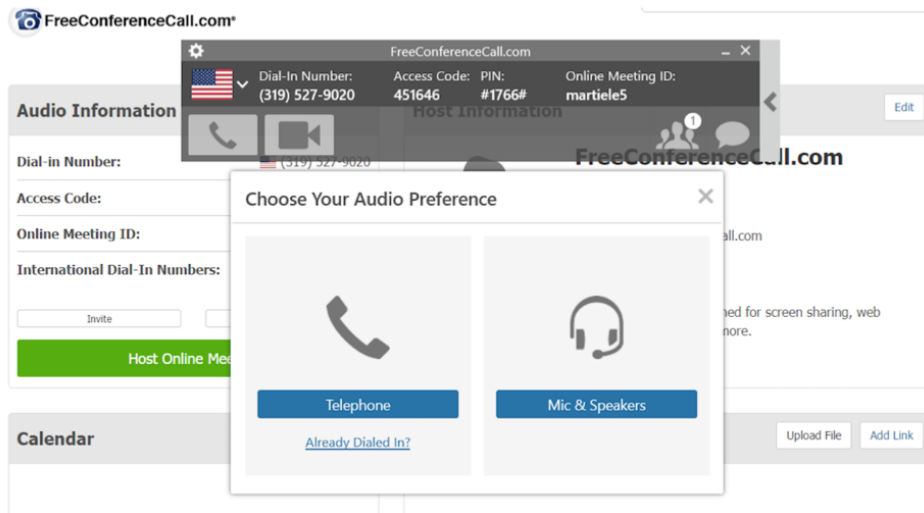 FreeConferenceCall.com®
FreeConferenceCall.com
Dial-In Number: Access Code: PIN: Online Meeting ID:
(319) 527-9020 451646 #1766# martiele5
Audio Information
Host Information
Edit
1
Dial-in Number: (319) 527-9020
FreeConferenceCall.com
Access Code:
Online Meeting ID:
all.com
International Dial-In Numbers:
Invite
for screen sharing, web
Host Online
Choose Your Audio Preference
Telephone
Already Dialed In?
Mic & Speakers
Calendar
Upload File
Add Link